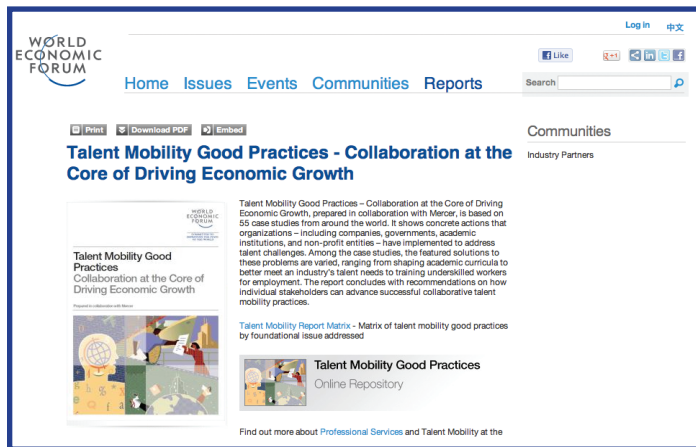 Log in 中文
WORLD
ECONOMIC
FORUM
Like
+1
Home Issues Events Communities Reports
Search
Print Download PDF Embed
Talent Mobility Good Practices - Collaboration at the
Core of Driving Economic Growth
Communities
Industry Partners
Talent Mobility Good Practices – Collaboration at the Core of Driving
Economic Growth, prepared in collaboration with Mercer, is based on
55 case studies from around the world. It shows concrete actions that
organizations – including companies, governments, academic
institutions, and non-profit entities – have implemented to address
talent challenges. Among the case studies, the featured solutions to
these problems are varied, ranging from shaping academic curricula to
better meet an industry's talent needs to training underskilled workers
for employment. The report concludes with recommendations on how
individual stakeholders can advance successful collaborative talent
mobility practices.
WORLD
ECONOMIC
FORUM
Talent Mobility Good
Practices
Collaboration at the Core of
Driving Economic Growth
Prepared in collaboration with Mercer
Talent Mobility Report Matrix - Matrix of talent mobility good practices
by foundational issue addressed
Talent Mobility Good Practices
Online Repository
Find out more about Professional Services and Talent Mobility at the